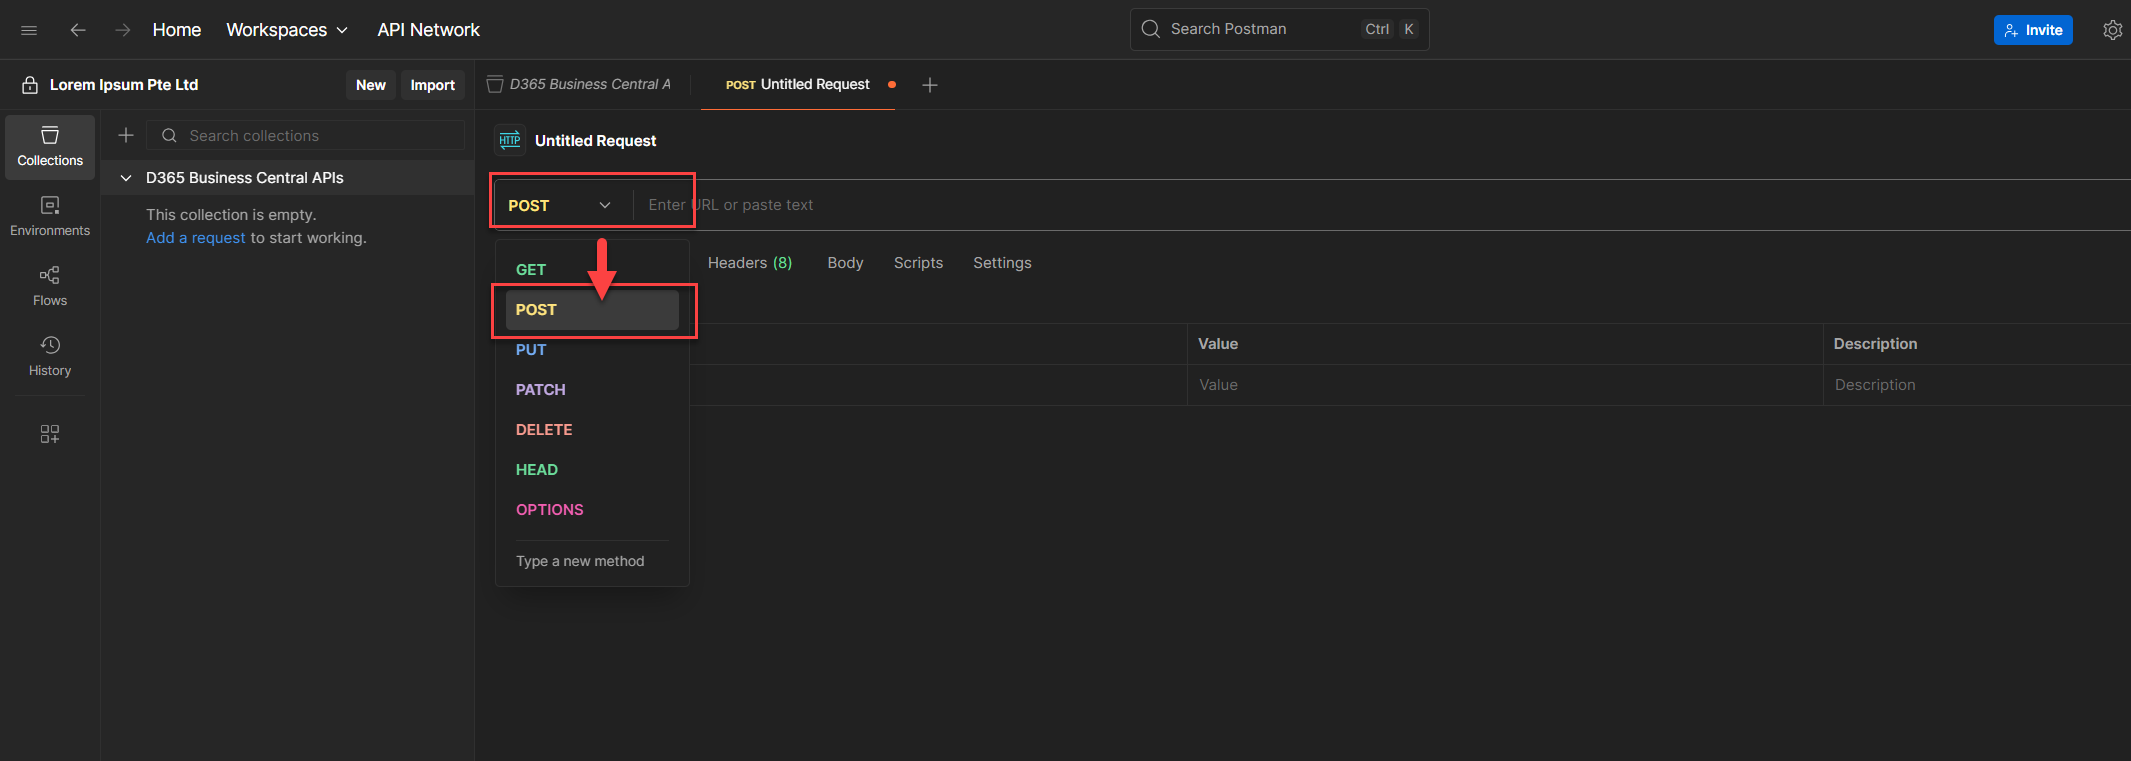 Home Workspaces API Network Search Postman Ctrl K Invite
Lorem Ipsum Pte Ltd New Import D365 Business Central A POST Untitled Request
Collections
Search collections
D365 Business Central APIs
This collection is empty.
Add a request to start working.
Environments
Flows
History
HTTP Untitled Request
POST Enter URL or paste text
Headers (8) Body Scripts Settings
GET
POST
PUT
PATCH
DELETE
HEAD
OPTIONS
Type a new method
Value Description
Value Description